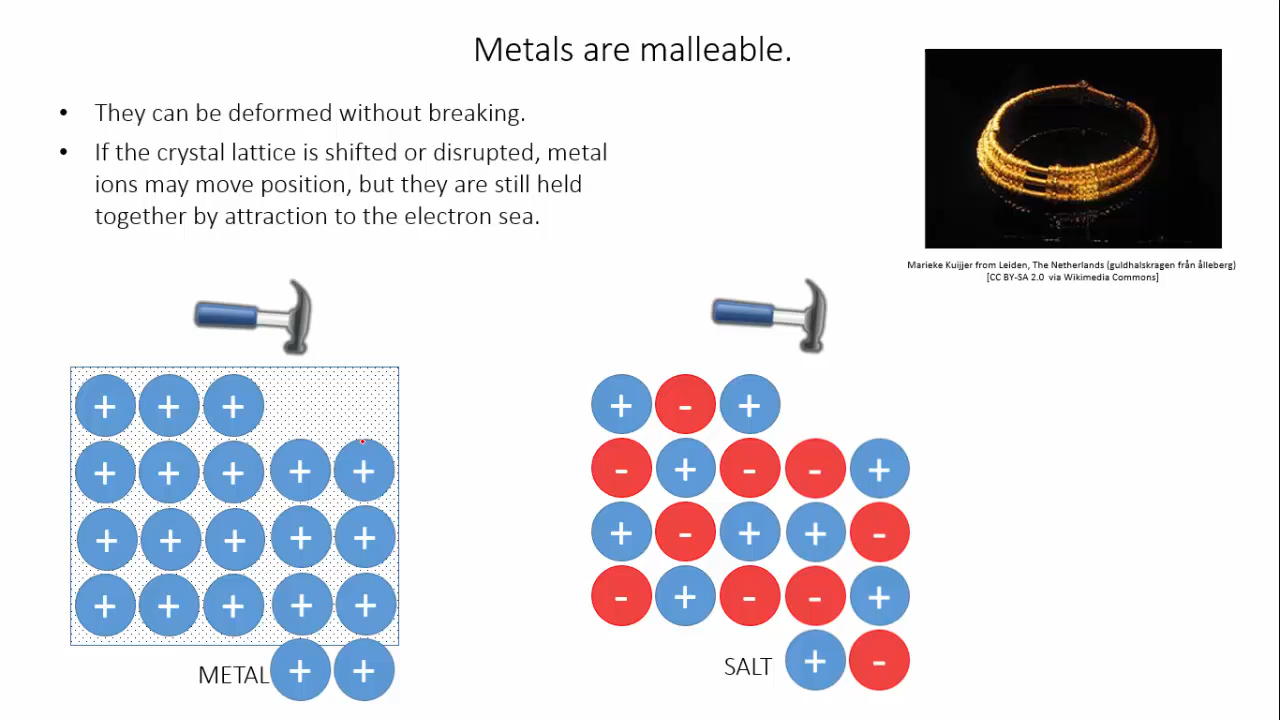 Metals are malleable.
• They can be deformed without breaking.
• If the crystal lattice is shifted or disrupted, metal
ions may move position, but they are still held
together by attraction to the electron sea.
Marieke Kuijjer from Leiden, The Netherlands (guldhalskragen från ålleberg)
[CC BY-SA 2.0 via Wikimedia Commons]
+ + +
+ + + + +
+ + + + +
+ + + + +
METAL + +
+ - +
- + - - +
+ - + + -
- + - - +
SALT + -